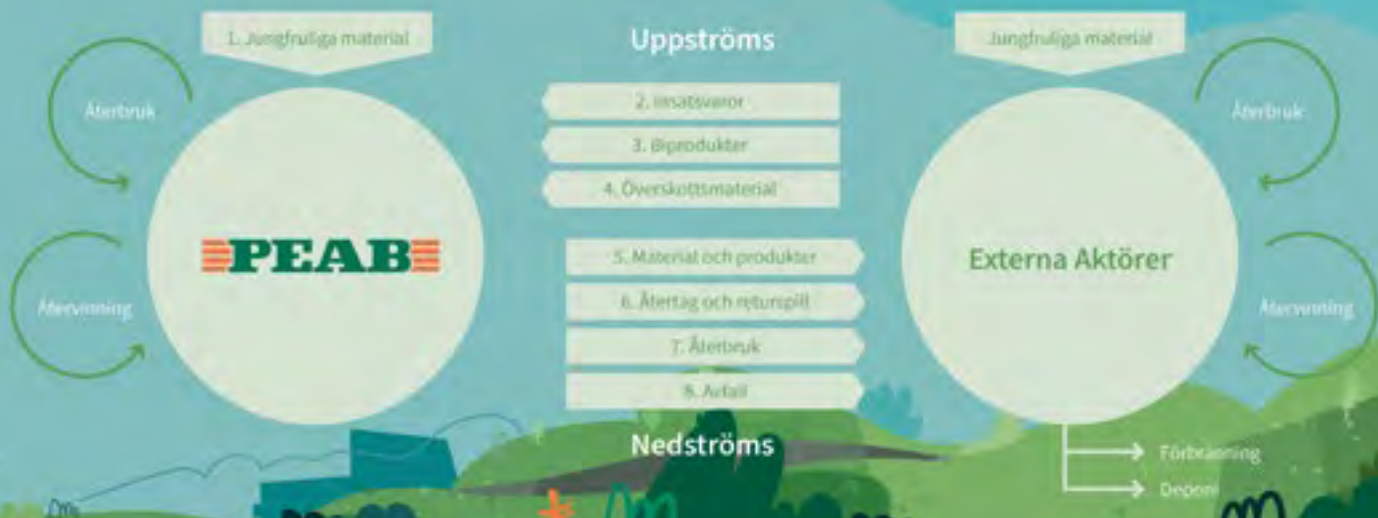 1. Jungfruliga material
Återbruk
Återvinning
PEAB
Uppströms
2. Insatsvaror
3. Biprodukter
4. Överskottsmaterial
5. Material och produkter
6. Återtag och returspill
7. Återbruk
8. Avfall
Nedströms
Jungfruliga material
Externa Aktörer
Återbruk
Återvinning
Förbränning
Deponi